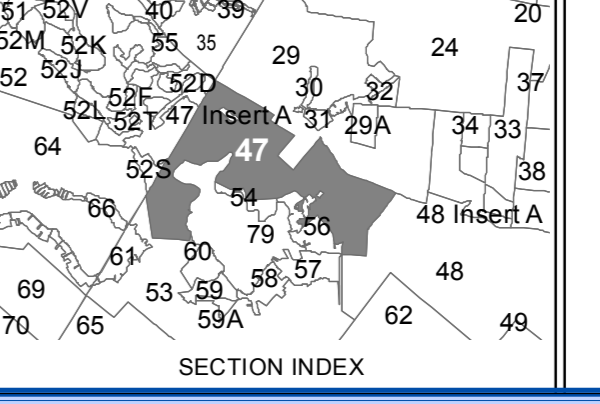 51 52V 40 39 20
52M 52K 55 35 29 24
52 52J 52D 30 32 37
52L 52F 52T 47 Insert A 31 29A 34 33
64 47
52S 38
66 54 48 Insert A
79 56
61 60
69 53 59 58 57 48
70 65 59A 62 49
SECTION INDEX